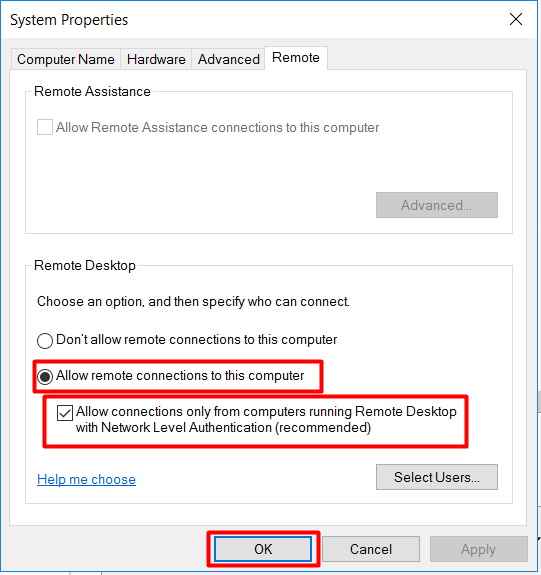 System Properties
Computer Name Hardware Advanced Remote
Remote Assistance
Allow Remote Assistance connections to this computer
Advanced...
Remote Desktop
Choose an option, and then specify who can connect.
Don't allow remote connections to this computer
Allow remote connections to this computer
Allow connections only from computers running Remote Desktop
with Network Level Authentication (recommended)
Help me choose
Select Users...
OK Cancel Apply